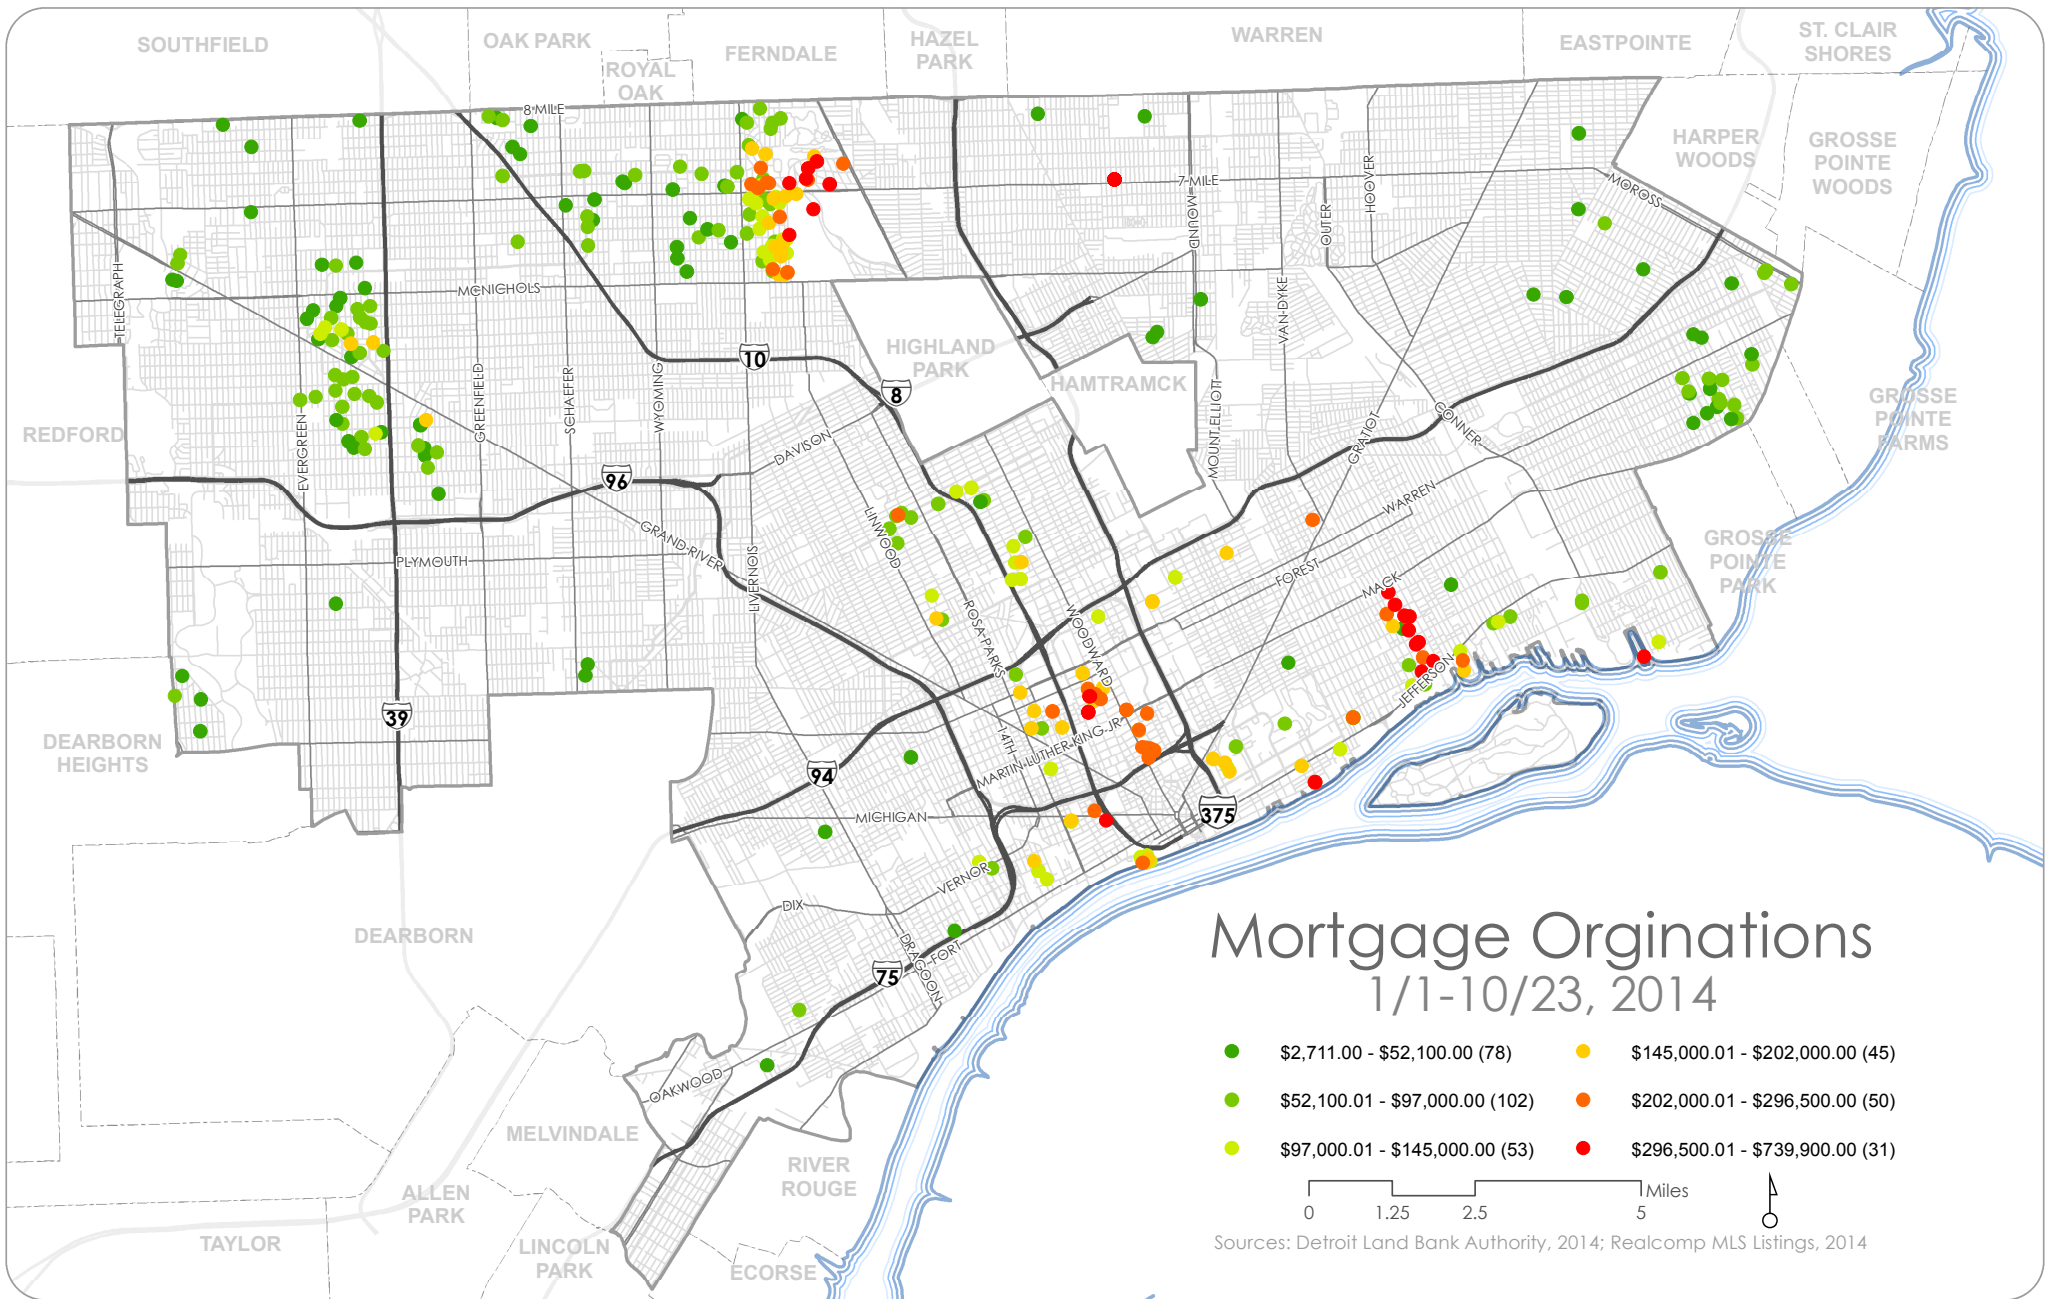 SOUTHFIELD
OAK PARK
ROYAL
OAK
FERNDALE
HAZEL
PARK
WARREN
EASTPOINTE
ST. CLAIR
SHORES
8 MILE
HARPER
WOODS
GROSSE
POINTE
WOODS
7 MILE
MOROSS
HOOVER
OUTER
MOUND
VAN DYKE
TELEGRAPH
MCNICHOLS
10
HIGHLAND
PARK
8
HAMTRAMCK
MOUNT ELLIOTT
GRATIOT
CONNER
GROSSE
POINTE
FARMS
REDFORD
EVERGREEN
GREENFIELD
SCHAEFER
WYOMING
DAVISON
96
GRAND RIVER
LINWOOD
WARREN
PLYMOUTH
LIVERNOIS
FOREST
MACK
GROSSE
POINTE
PARK
ROSA PARKS
WOODWARD
JEFFERSON
39
DEARBORN
HEIGHTS
14TH
MARTIN LUTHER KING JR
94
MICHIGAN
375
VERNOR
DIX
DEARBORN
DRAGOON
FORT
75
OAKWOOD
MELVINDALE
RIVER
ROUGE
ALLEN
PARK
TAYLOR
LINCOLN
PARK
ECORSE
Mortgage Orginations
1/1-10/23, 2014
$2,711.00 - $52,100.00 (78)
$145,000.01 - $202,000.00 (45)
$52,100.01 - $97,000.00 (102)
$202,000.01 - $296,500.00 (50)
$97,000.01 - $145,000.00 (53)
$296,500.01 - $739,900.00 (31)
Miles
0 1.25 2.5 5
Sources: Detroit Land Bank Authority, 2014; Realcomp MLS Listings, 2014